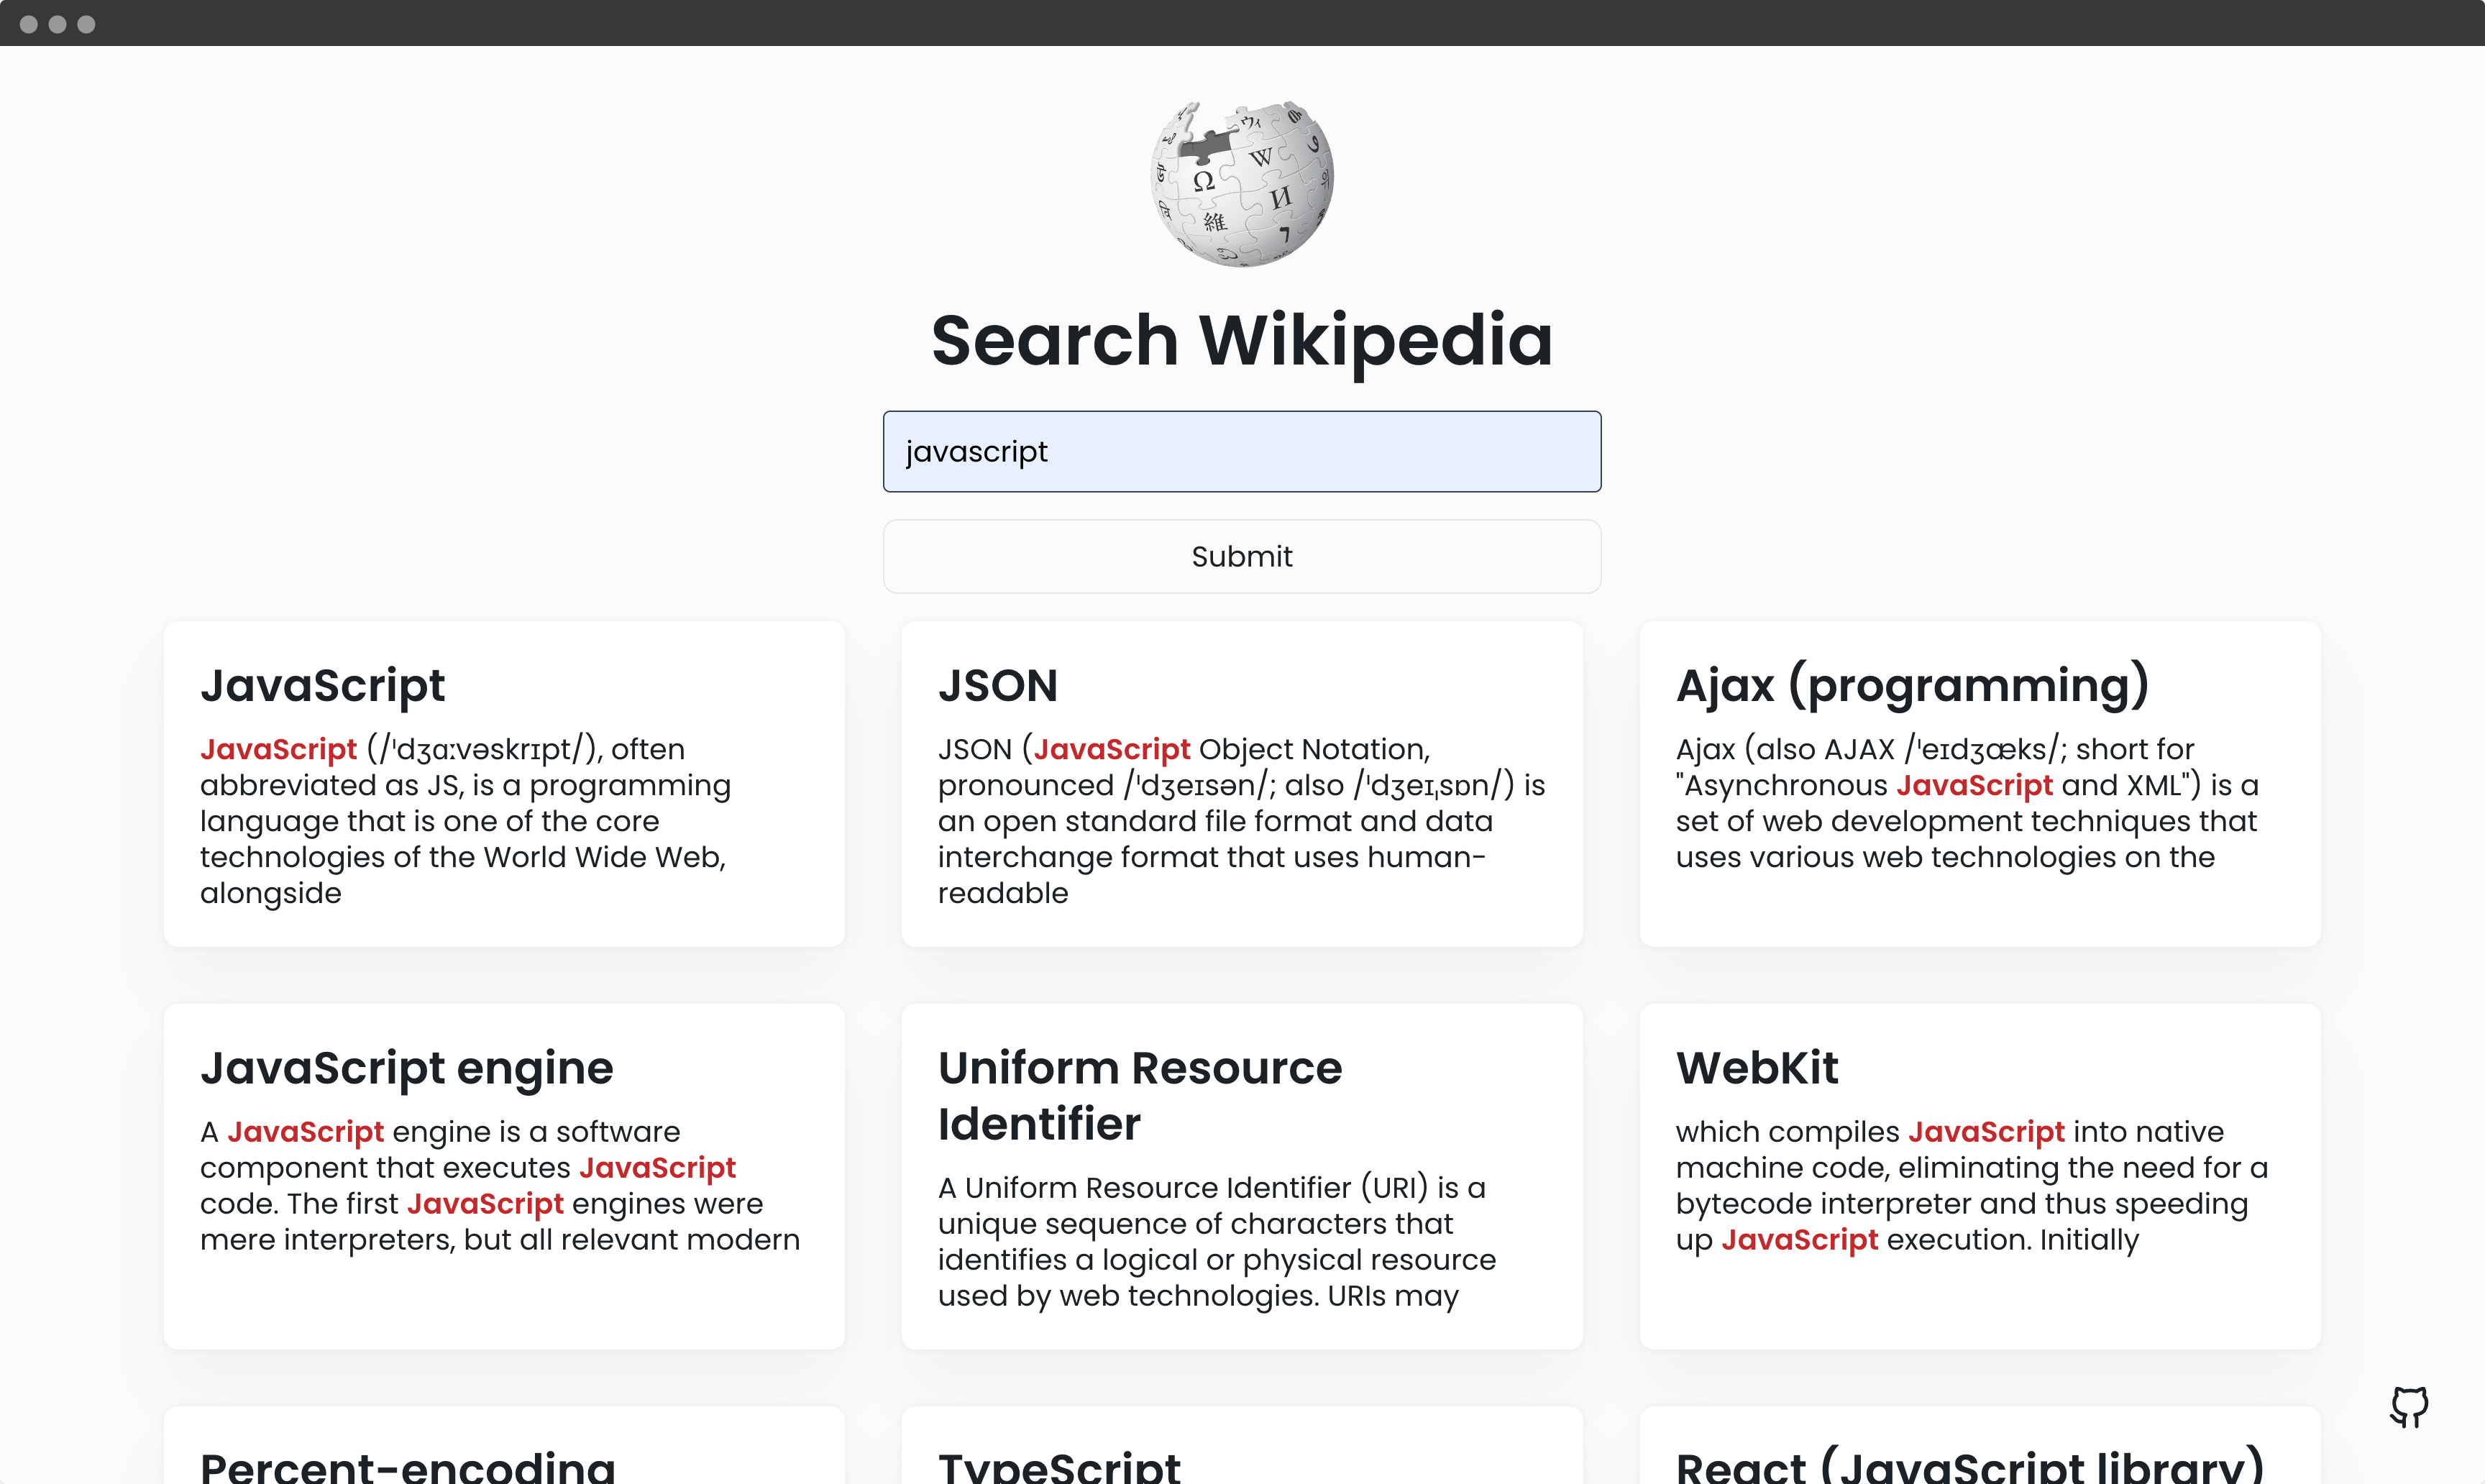 Search Wikipedia
javascript
Submit
JavaScript
JavaScript (/ˈdʒɑːvəskrɪpt/), often
abbreviated as JS, is a programming
language that is one of the core
technologies of the World Wide Web,
alongside
JSON
JSON (JavaScript Object Notation,
pronounced /ˈdʒeɪsən/; also /ˈdʒeɪˌsɒn/) is
an open standard file format and data
interchange format that uses human-
readable
Ajax (programming)
Ajax (also AJAX /ˈeɪdʒæks/; short for
"Asynchronous JavaScript and XML") is a
set of web development techniques that
uses various web technologies on the
JavaScript engine
A JavaScript engine is a software
component that executes JavaScript
code. The first JavaScript engines were
mere interpreters, but all relevant modern
Uniform Resource
Identifier
A Uniform Resource Identifier (URI) is a
unique sequence of characters that
identifies a logical or physical resource
used by web technologies. URIs may
WebKit
which compiles JavaScript into native
machine code, eliminating the need for a
bytecode interpreter and thus speeding
up JavaScript execution. Initially
Percent-encoding
TypeScript
React (JavaScript library)